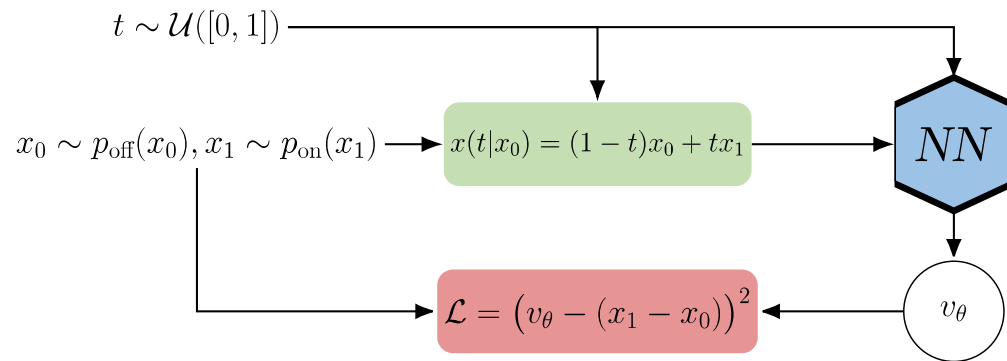 t ∼ 𝒰([0, 1])
x₀ ∼ p_off(x₀), x₁ ∼ p_on(x₁)
x(t|x₀) = (1 − t)x₀ + tx₁
NN
ℒ = (v_θ − (x₁ − x₀))²
v_θ